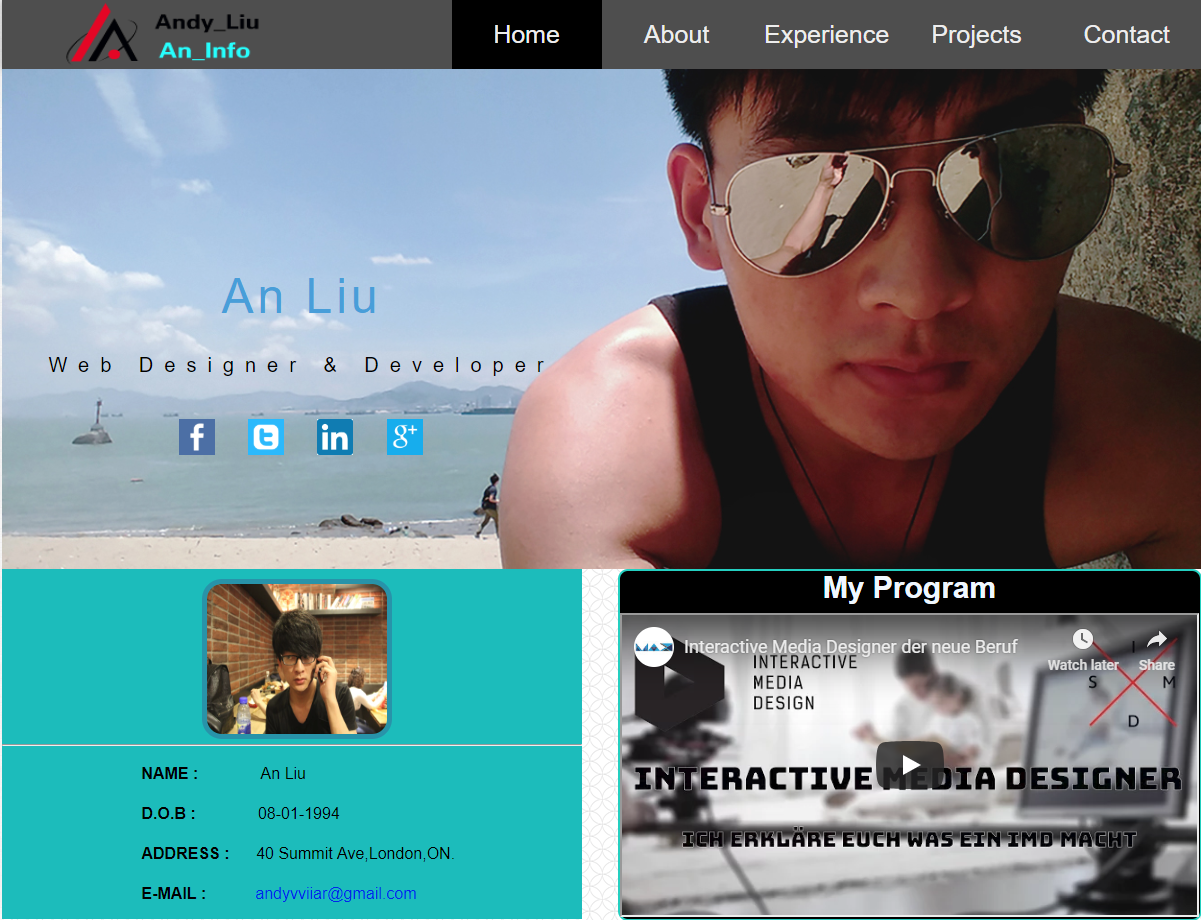 Andy_Liu
An_Info
Home
About
Experience
Projects
Contact
An Liu
Web Designer & Developer
f
t
in
g+
NAME :
An Liu
D.O.B :
08-01-1994
ADDRESS :
40 Summit Ave,London,ON.
E-MAIL :
andyvviiar@gmail.com
My Program
Interactive Media Designer der neue Beruf
Watch later
Share
INTERACTIVE
MEDIA
DESIGN
I
S
M
D
INTERACTIVE MEDIA DESIGNER
ICH ERKLÄRE EUCH WAS EIN IMD MACHT